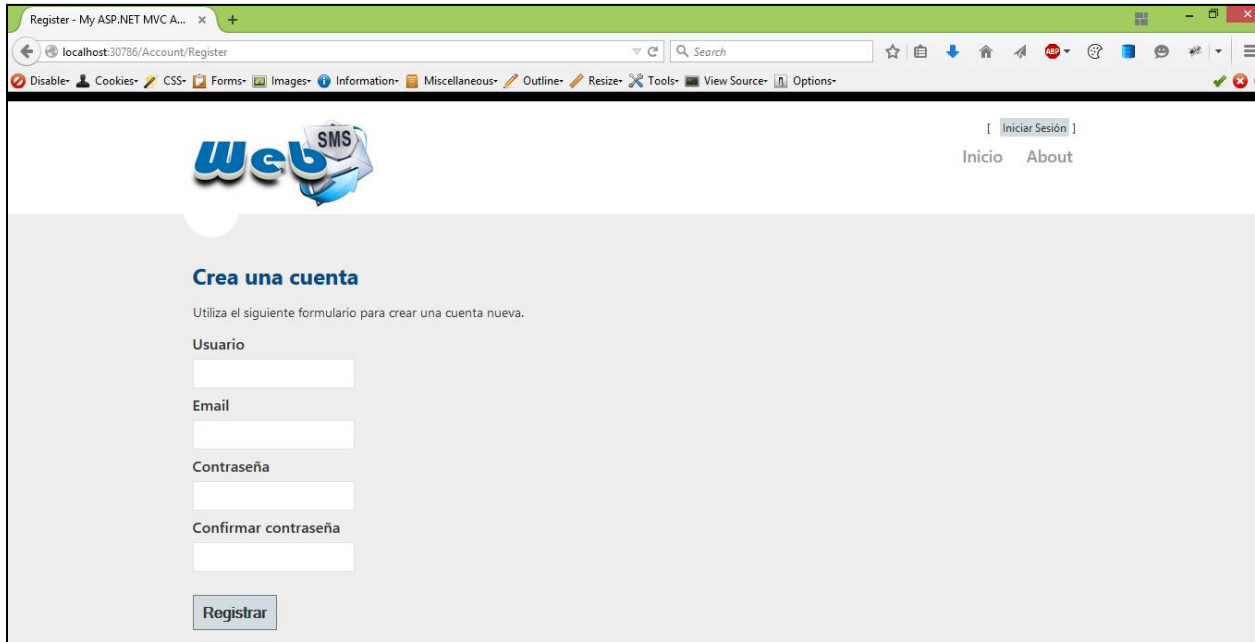 Register - My ASP.NET MVC A...
localhost:30786/Account/Register
Search
ABP
Disable CSS Cookies Forms Images Information Miscellaneous Outline Resize Tools View Source Options
SMS
Web
[ Iniciar Sesión ]
Inicio About
Crea una cuenta
Utiliza el siguiente formulario para crear una cuenta nueva.
Usuario
Email
Contraseña
Confirmar contraseña
Registrar